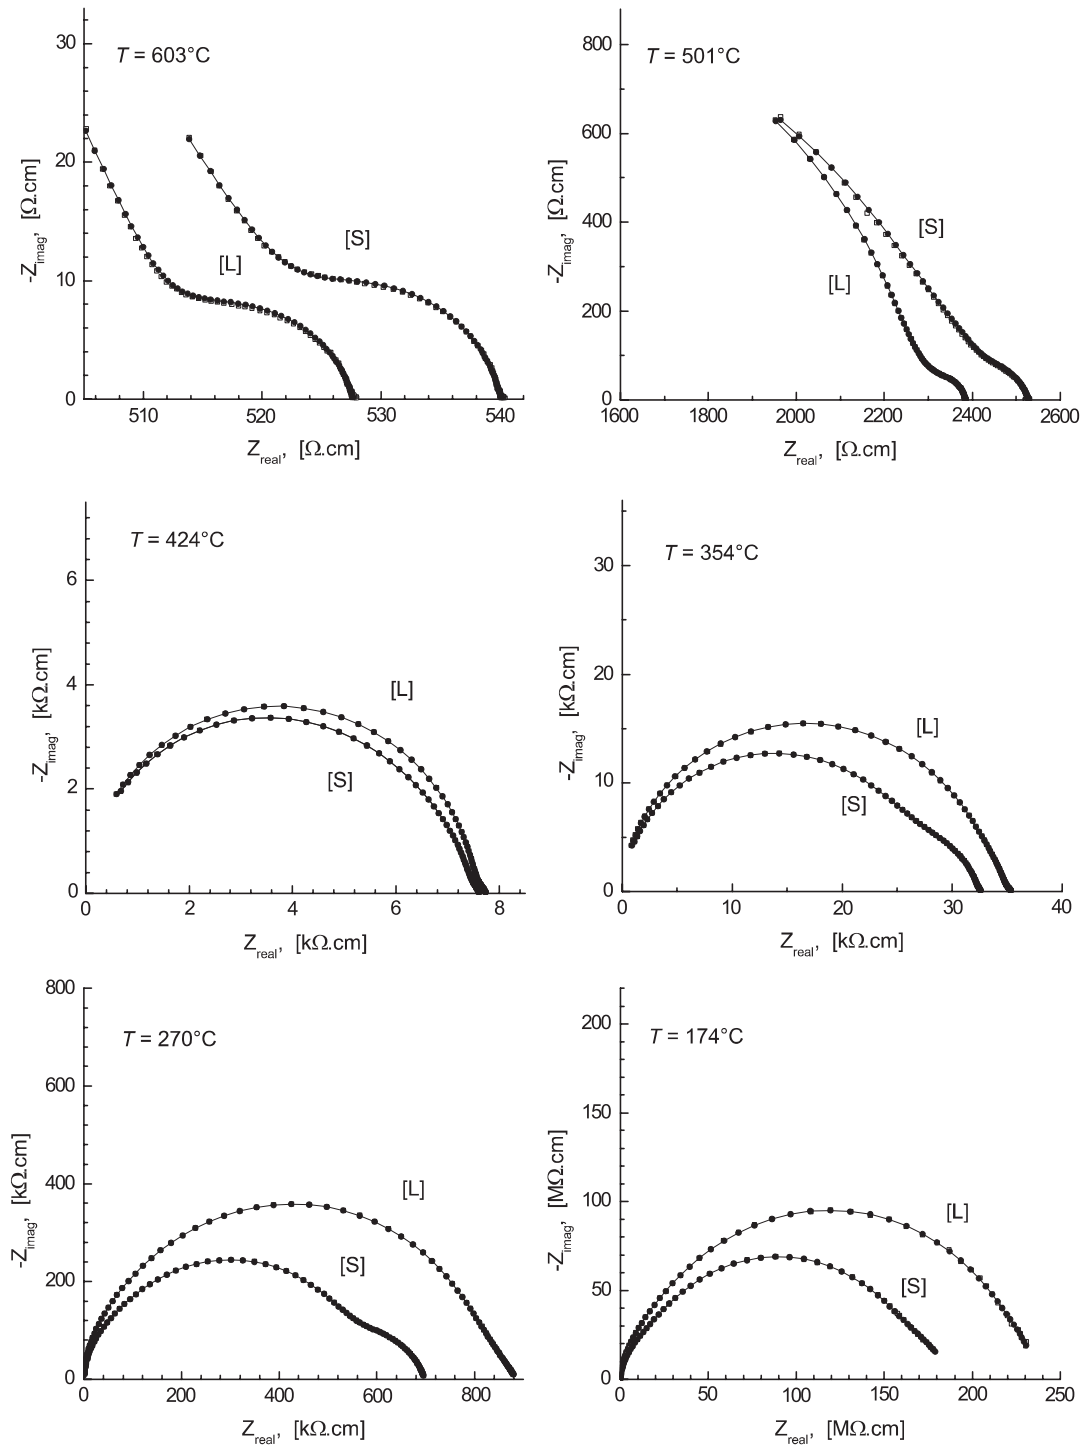 T = 603°C
30
20
10
0
-Z_imag, [Ω.cm]
[S]
[L]
510
520
530
540
Z_real, [Ω.cm]
T = 501°C
800
600
400
200
0
-Z_imag, [Ω.cm]
[S]
[L]
1600
1800
2000
2200
2400
2600
Z_real, [Ω.cm]
T = 424°C
6
4
2
0
-Z_imag, [kΩ.cm]
[L]
[S]
0
2
4
6
8
Z_real, [kΩ.cm]
T = 354°C
30
20
10
0
-Z_imag, [kΩ.cm]
[L]
[S]
0
10
20
30
40
Z_real, [kΩ.cm]
T = 270°C
800
600
400
200
0
-Z_imag, [kΩ.cm]
[L]
[S]
0
200
400
600
800
Z_real, [kΩ.cm]
T = 174°C
200
150
100
50
0
-Z_imag, [MΩ.cm]
[L]
[S]
0
50
100
150
200
250
Z_real, [MΩ.cm]